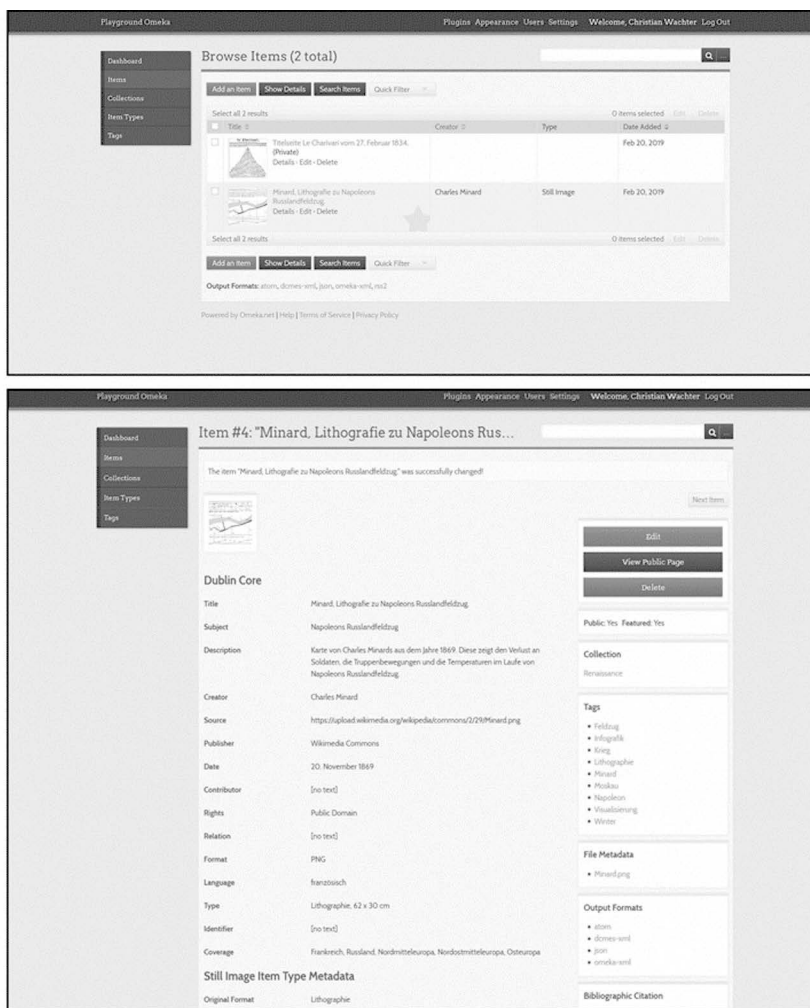 Playground Omeka
Plugins Appearance Users Settings Welcome, Christian Wachter Log Out
Dashboard
Items
Collections
Item Types
Tags
Browse Items (2 total)
Add an Item Show Details Search Items Quick Filter
Select all 2 results 0 items selected Edit Delete
Title Creator Type Date Added
Titelseite Le Charivari vom 27. Februar 1834. Feb 20, 2019
(Private)
Details · Edit · Delete
Minard, Lithografie zu Napoleons Charles Minard Still Image Feb 20, 2019
Russlandfeldzug.
Details · Edit · Delete
Select all 2 results 0 items selected Edit Delete
Add an Item Show Details Search Items Quick Filter
Output Formats: atom, dcmes-xml, json, omeka-xml, rss2
Powered by Omeka.net | Help | Terms of Service | Privacy Policy
Playground Omeka
Plugins Appearance Users Settings Welcome, Christian Wachter Log Out
Dashboard
Items
Collections
Item Types
Tags
Item #4: "Minard, Lithografie zu Napoleons Rus...
The item "Minard, Lithografie zu Napoleons Russlandfeldzug." was successfully changed!
Next Item
Dublin Core
Title Minard, Lithografie zu Napoleons Russlandfeldzug.
Subject Napoleons Russlandfeldzug
Description Karte von Charles Minards aus dem Jahre 1869. Diese zeigt den Verlust an
Soldaten, die Truppenbewegungen und die Temperaturen im Laufe von
Napoleons Russlandfeldzug.
Creator Charles Minard
Source https://upload.wikimedia.org/wikipedia/commons/2/29/Minard.png
Publisher Wikimedia Commons
Date 20. November 1869
Contributor [no text]
Rights Public Domain
Relation [no text]
Format PNG
Language französisch
Type Lithographie, 62 x 30 cm
Identifier [no text]
Coverage Frankreich, Russland, Nordmitteleuropa, Nordostmitteleuropa, Osteuropa
Still Image Item Type Metadata
Original Format Lithographie
Edit
View Public Page
Delete
Public: Yes Featured: Yes
Collection
Renaissance
Tags
Feldzug
Infografik
Krieg
Lithographie
Minard
Moskau
Napoleon
Visualisierung
Winter
File Metadata
Minard.png
Output Formats
atom
dcmes-xml
json
omeka-xml
Bibliographic Citation